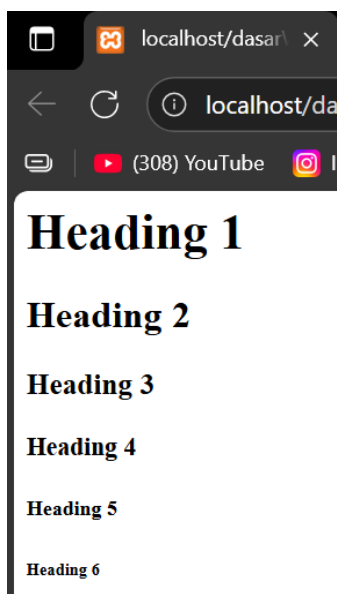 localhost/dasar\
localhost/da
(308) YouTube
Heading 1
Heading 2
Heading 3
Heading 4
Heading 5
Heading 6